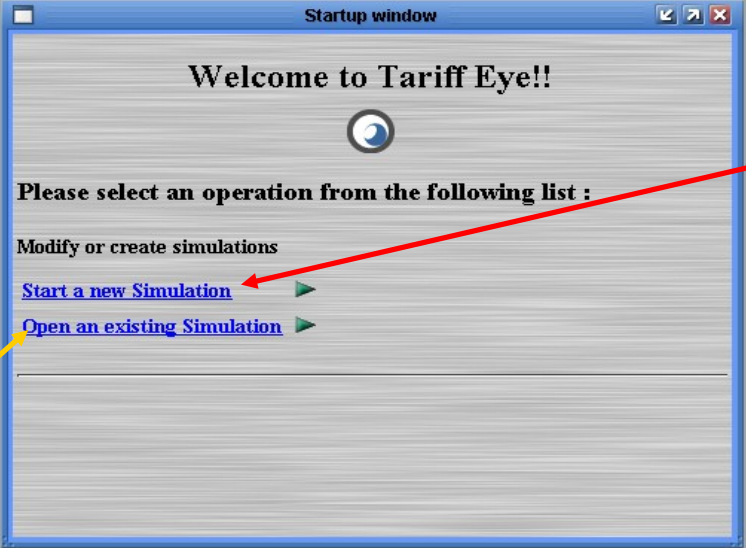 Startup window
Welcome to Tariff Eye!!
Please select an operation from the following list :
Modify or create simulations
Start a new Simulation
Open an existing Simulation